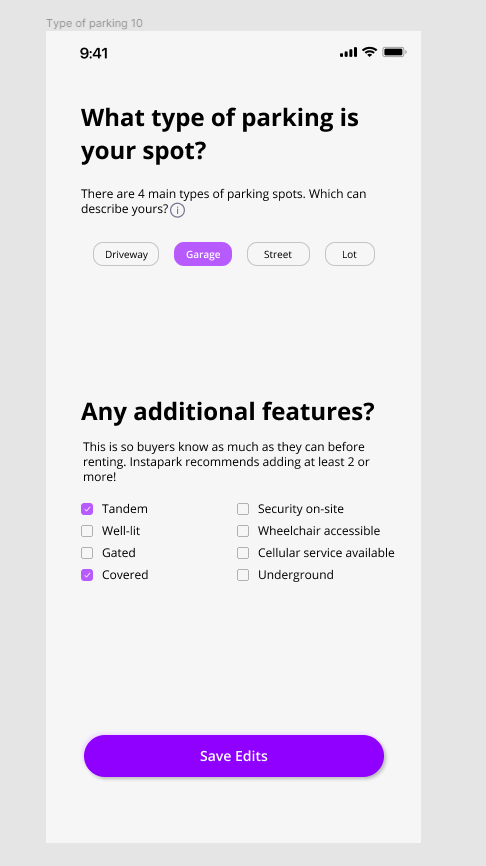 Type of parking 10
9:41
What type of parking is
your spot?
There are 4 main types of parking spots. Which can
describe yours?
Driveway
Garage
Street
Lot
Any additional features?
This is so buyers know as much as they can before
renting. Instapark recommends adding at least 2 or
more!
Tandem
Security on-site
Well-lit
Wheelchair accessible
Gated
Cellular service available
Covered
Underground
Save Edits